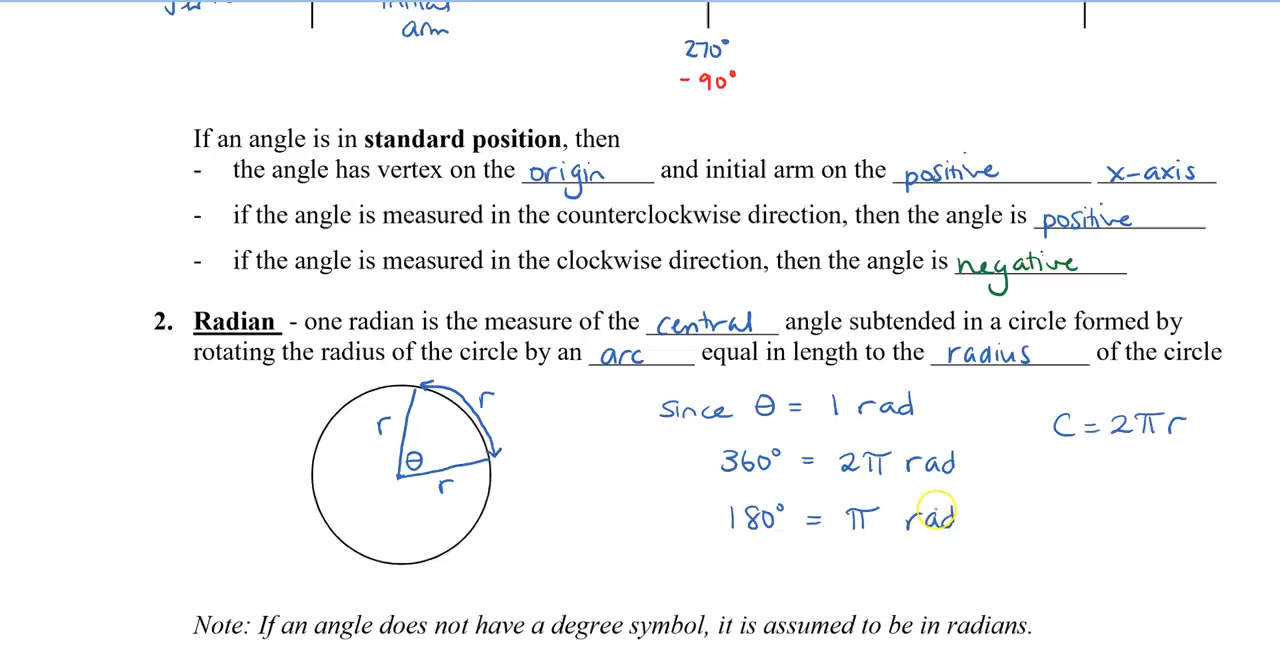 arm
270°
- 90°
If an angle is in standard position, then
- the angle has vertex on the origin and initial arm on the positive x-axis
- if the angle is measured in the counterclockwise direction, then the angle is positive
- if the angle is measured in the clockwise direction, then the angle is negative
2. Radian - one radian is the measure of the central angle subtended in a circle formed by
rotating the radius of the circle by an arc equal in length to the radius of the circle
r
r
θ
r
since θ = 1 rad
C = 2πr
360° = 2π rad
180° = π rad
Note: If an angle does not have a degree symbol, it is assumed to be in radians.